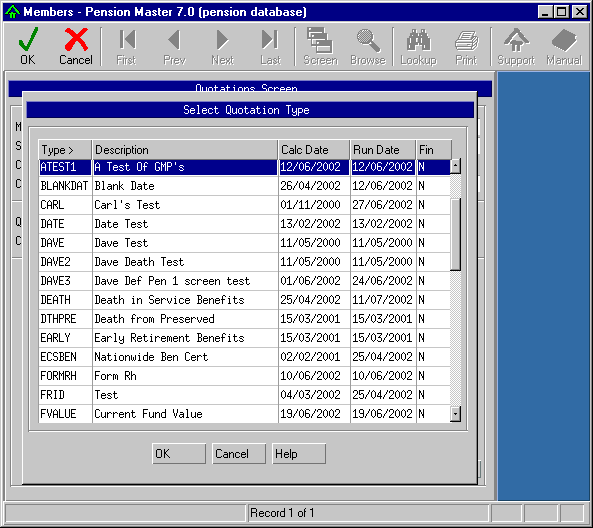 Members - Pension Master 7.0 (pension database)
OK Cancel First Prev Next Last Screen Browse Lookup Print Support Manual
Quotations Screen
Select Quotation Type
M
S
C
C
Q
C
Type > Description Calc Date Run Date Fin
ATEST1 A Test Of GMP's 12/06/2002 12/06/2002 N
BLANKDAT Blank Date 26/04/2002 12/06/2002 N
CARL Carl's Test 01/11/2000 27/06/2002 N
DATE Date Test 13/02/2002 13/02/2002 N
DAVE Dave Test 11/05/2000 11/05/2000 N
DAVE2 Dave Death Test 11/05/2000 11/05/2000 N
DAVE3 Dave Def Pen 1 screen test 01/06/2002 24/06/2002 N
DEATH Death in Service Benefits 25/04/2002 11/07/2002 N
DTHPRE Death from Preserved 15/03/2001 15/03/2001 N
EARLY Early Retirement Benefits 15/03/2001 15/03/2001 N
ECSBEN Nationwide Ben Cert 02/02/2001 25/04/2002 N
FORMRH Form Rh 10/06/2002 10/06/2002 N
FRID Test 04/03/2002 25/04/2002 N
FVALUE Current Fund Value 19/06/2002 19/06/2002 N
OK Cancel Help
Record 1 of 1